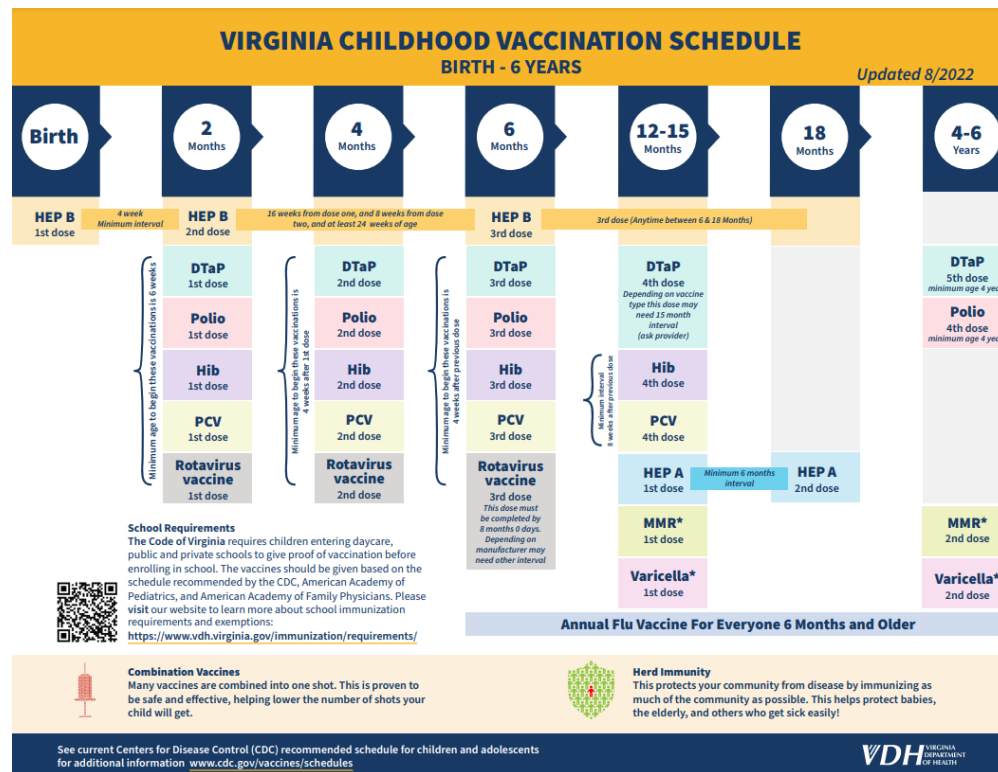 VIRGINIA CHILDHOOD VACCINATION SCHEDULE
BIRTH - 6 YEARS
Updated 8/2022
Birth
2
Months
4
Months
6
Months
12-15
Months
18
Months
4-6
Years
HEP B
1st dose
4 week
Minimum interval
HEP B
2nd dose
16 weeks from dose one, and 8 weeks from dose
two, and at least 24 weeks of age
HEP B
3rd dose
3rd dose (Anytime between 6 & 18 Months)
Minimum age to begin these vaccinations is 6 weeks
DTaP
1st dose
Polio
1st dose
Hib
1st dose
PCV
1st dose
Rotavirus
vaccine
1st dose
Minimum age to begin these vaccinations is
4 weeks after 1st dose
DTaP
2nd dose
Polio
2nd dose
Hib
2nd dose
PCV
2nd dose
Rotavirus
vaccine
2nd dose
Minimum age to begin these vaccinations is
4 weeks after previous dose
DTaP
3rd dose
Polio
3rd dose
Hib
3rd dose
PCV
3rd dose
Rotavirus
vaccine
3rd dose
This dose must
be completed by
8 months 0 days.
Depending on
manufacturer may
need other interval
DTaP
4th dose
Depending on vaccine
type this dose may
need 15 month
interval
(ask provider)
Minimum interval
8 weeks after previous dose
Hib
4th dose
PCV
4th dose
HEP A
1st dose
Minimum 6 months
interval
HEP A
2nd dose
MMR*
1st dose
Varicella*
1st dose
DTaP
5th dose
minimum age 4 yea
Polio
4th dose
minimum age 4 yea
MMR*
2nd dose
Varicella*
2nd dose
Annual Flu Vaccine For Everyone 6 Months and Older
School Requirements
The Code of Virginia requires children entering daycare,
public and private schools to give proof of vaccination before
enrolling in school. The vaccines should be given based on the
schedule recommended by the CDC, American Academy of
Pediatrics, and American Academy of Family Physicians. Please
visit our website to learn more about school immunization
requirements and exemptions:
https://www.vdh.virginia.gov/immunization/requirements/
Combination Vaccines
Many vaccines are combined into one shot. This is proven to
be safe and effective, helping lower the number of shots your
child will get.
Herd Immunity
This protects your community from disease by immunizing as
much of the community as possible. This helps protect babies,
the elderly, and others who get sick easily!
See current Centers for Disease Control (CDC) recommended schedule for children and adolescents
for additional information www.cdc.gov/vaccines/schedules
VDH VIRGINIA
DEPARTMENT
OF HEALTH